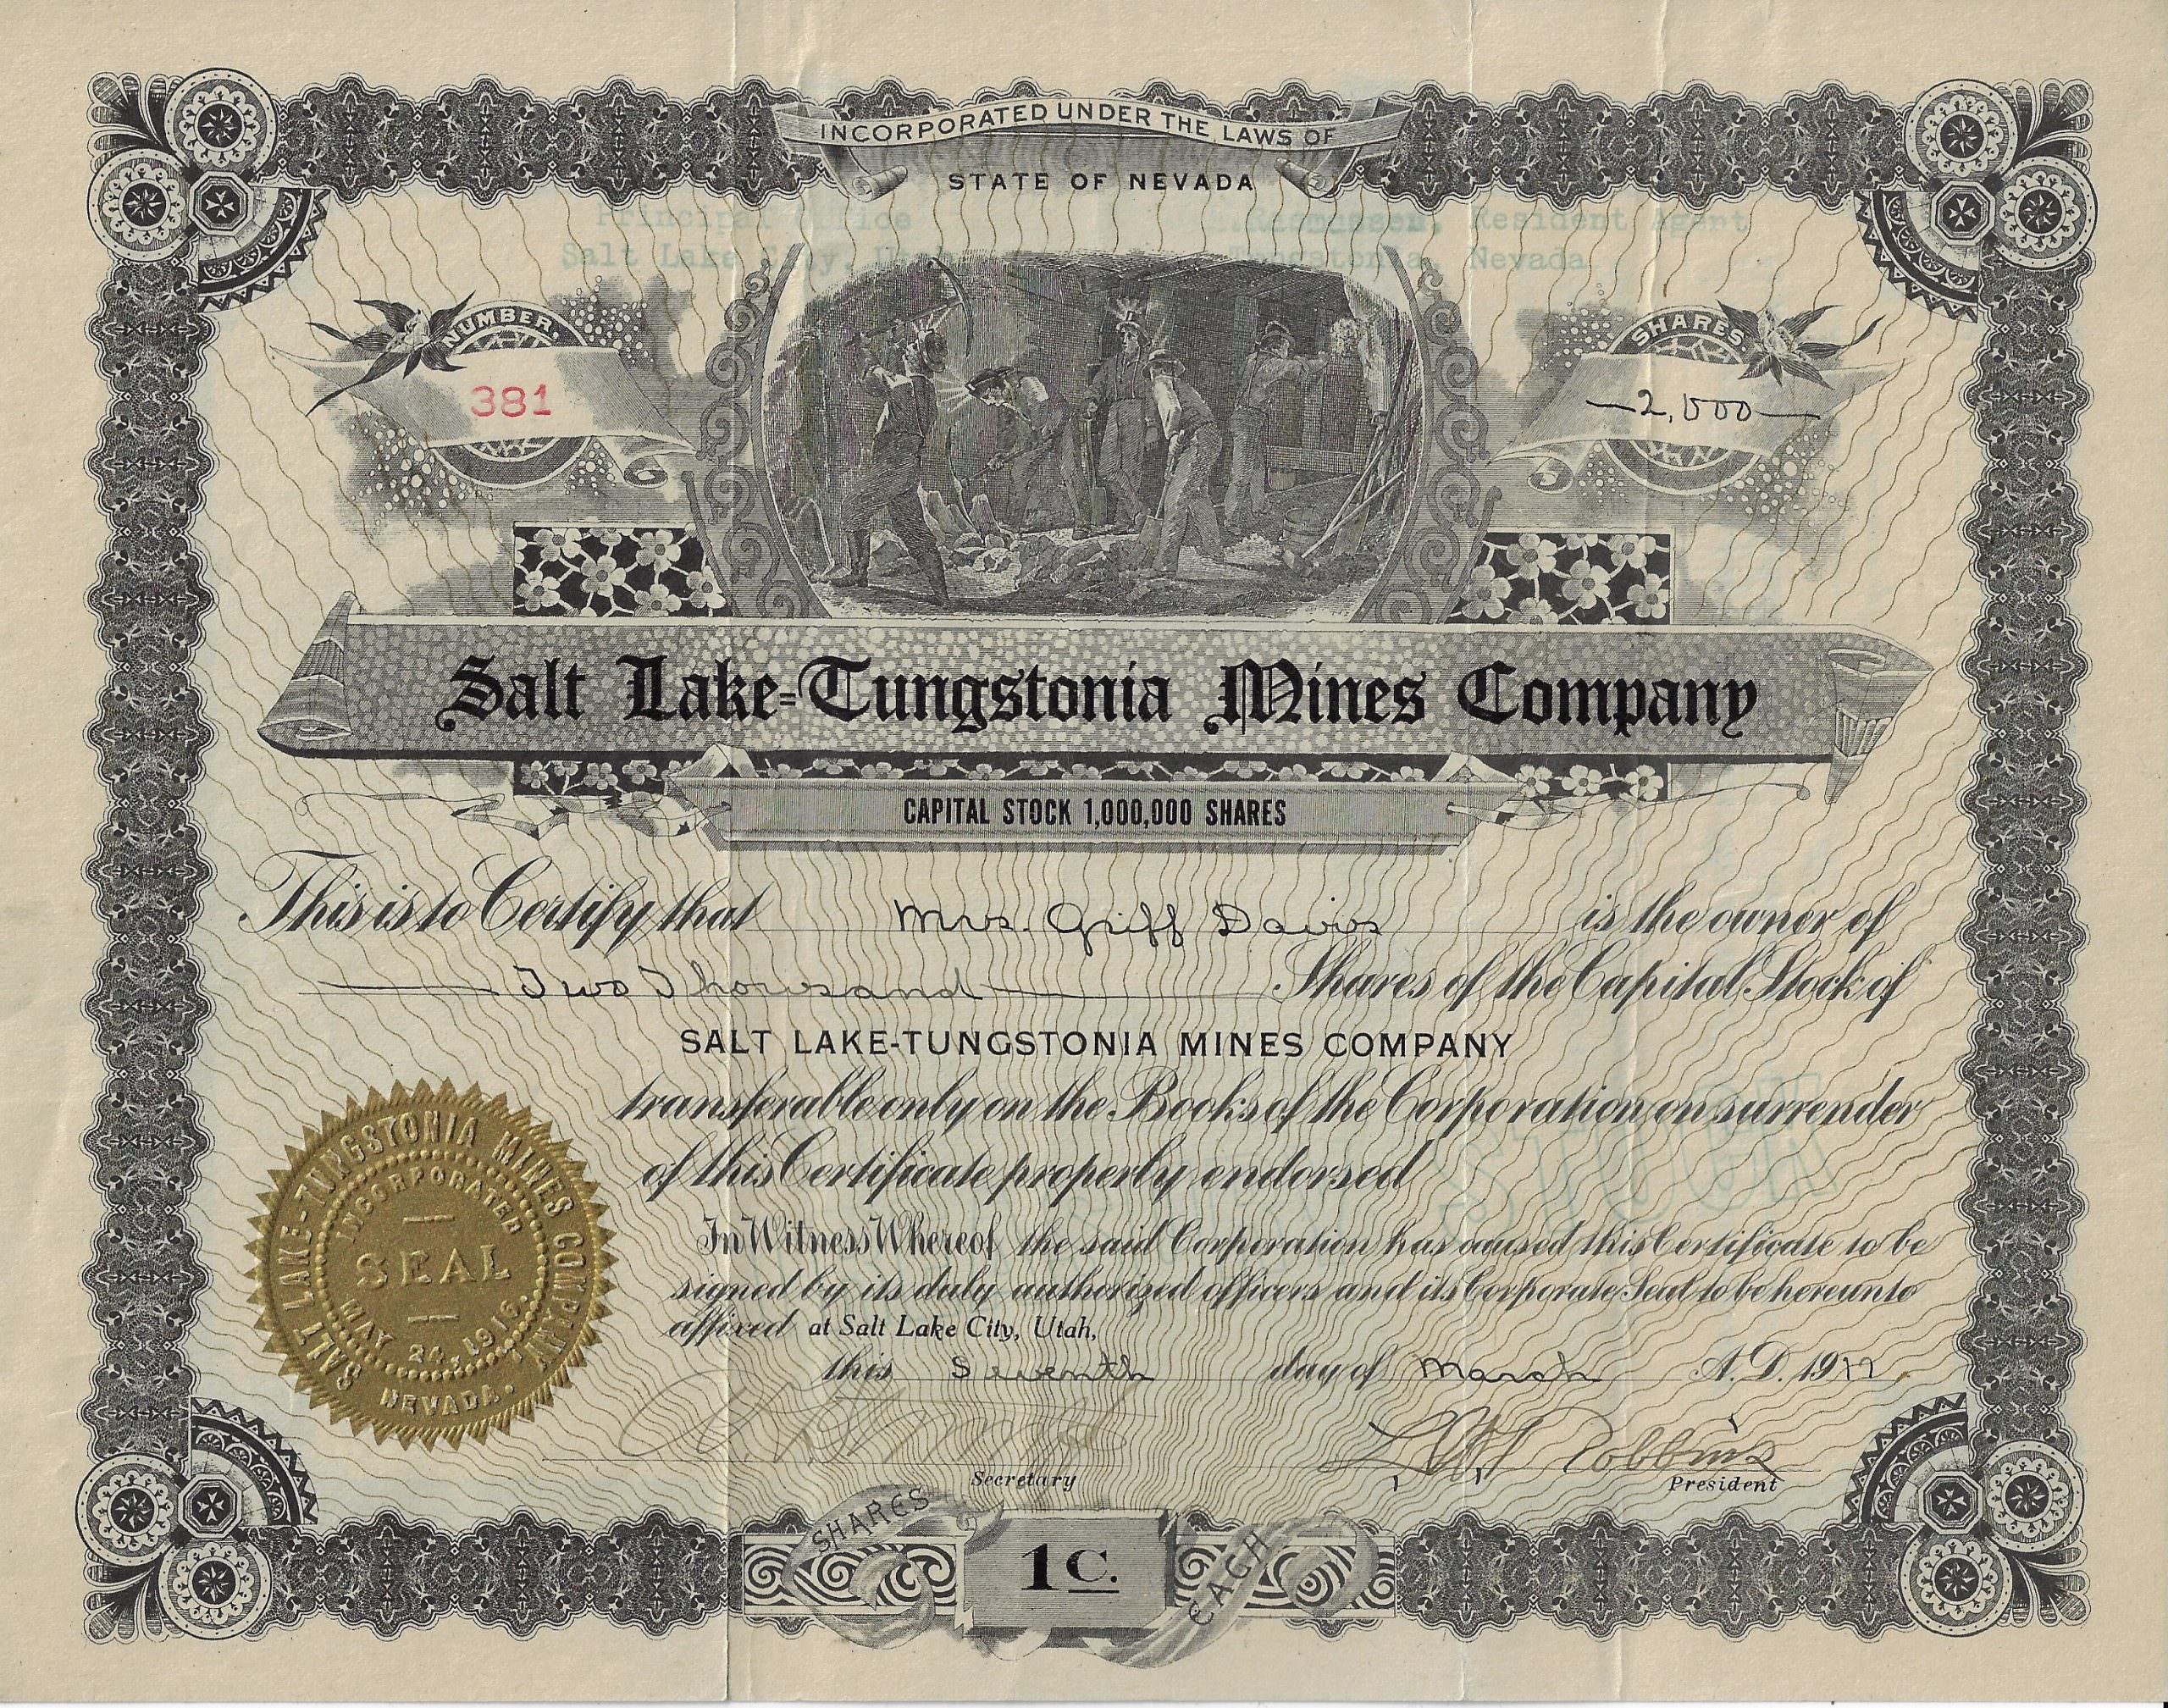 INCORPORATED UNDER THE LAWS OF
STATE OF NEVADA
Principal Office
Salt Lake City, Utah
Rasmussen, Resident Agent
Tungstonia, Nevada
NUMBER
381
SHARES
2,000
Salt Lake-Tungstonia Mines Company
CAPITAL STOCK 1,000,000 SHARES
This is to Certify that Mrs. Griff Davis is the owner of
Two Thousand Shares of the Capital Stock of
SALT LAKE-TUNGSTONIA MINES COMPANY
transferable only on the Books of the Corporation on surrender
of this Certificate properly endorsed
In Witness Whereof the said Corporation has caused this Certificate to be
signed by its duly authorized officers and its Corporate Seal to be hereunto
affixed at Salt Lake City, Utah,
this Seventh day of March A.D. 1917.
Robbins
Secretary
President
SALT LAKE-TUNGSTONIA MINES COMPANY
INCORPORATED
SEAL
MAY 24, 1916.
NEVADA.
SHARES
1C.
EACH